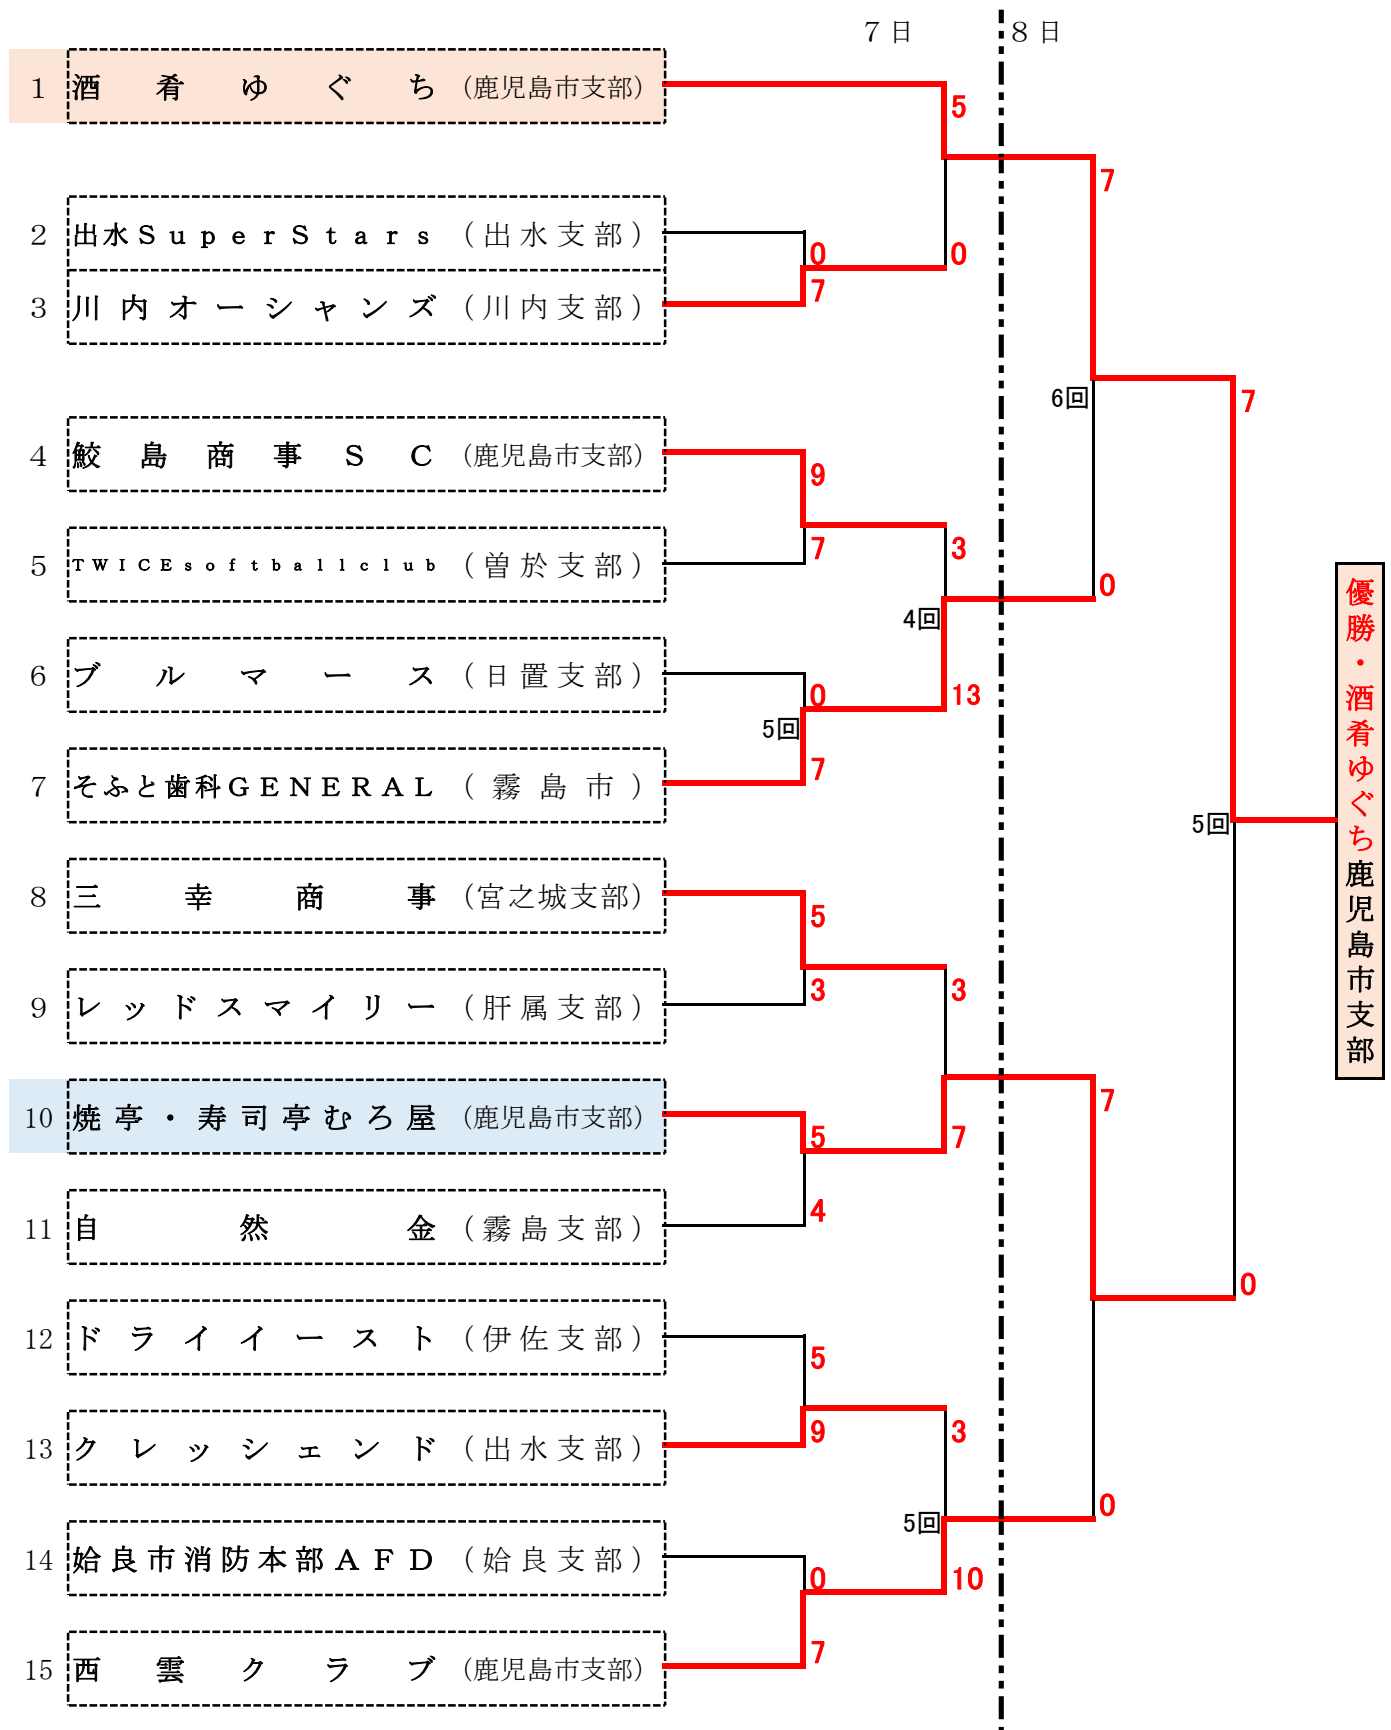 7日 8日
1 酒肴ゆぐち (鹿児島市支部)
5
7
2 出水SuperStars (出水支部)
0
0
3 川内オーシャンズ (川内支部)
7
6回
7
4 鮫島商事SC (鹿児島市支部)
9
5 TWICEsoftballclub (曽於支部)
7
3
0
4回
6 ブルマース (日置支部)
0
13
5回
7 そふと歯科GENERAL (霧島市)
7
5回
優勝・酒肴ゆぐち鹿児島市支部
8 三幸商事 (宮之城支部)
5
9 レッドスマイリー (肝属支部)
3
3
10 焼亭・寿司亭むろ屋 (鹿児島市支部)
5
7
7
11 自然金 (霧島支部)
4
0
12 ドライイースト (伊佐支部)
5
13 クレッシェンド (出水支部)
9
3
0
5回
14 姶良市消防本部AFD (姶良支部)
0
10
15 西雲クラブ (鹿児島市支部)
7